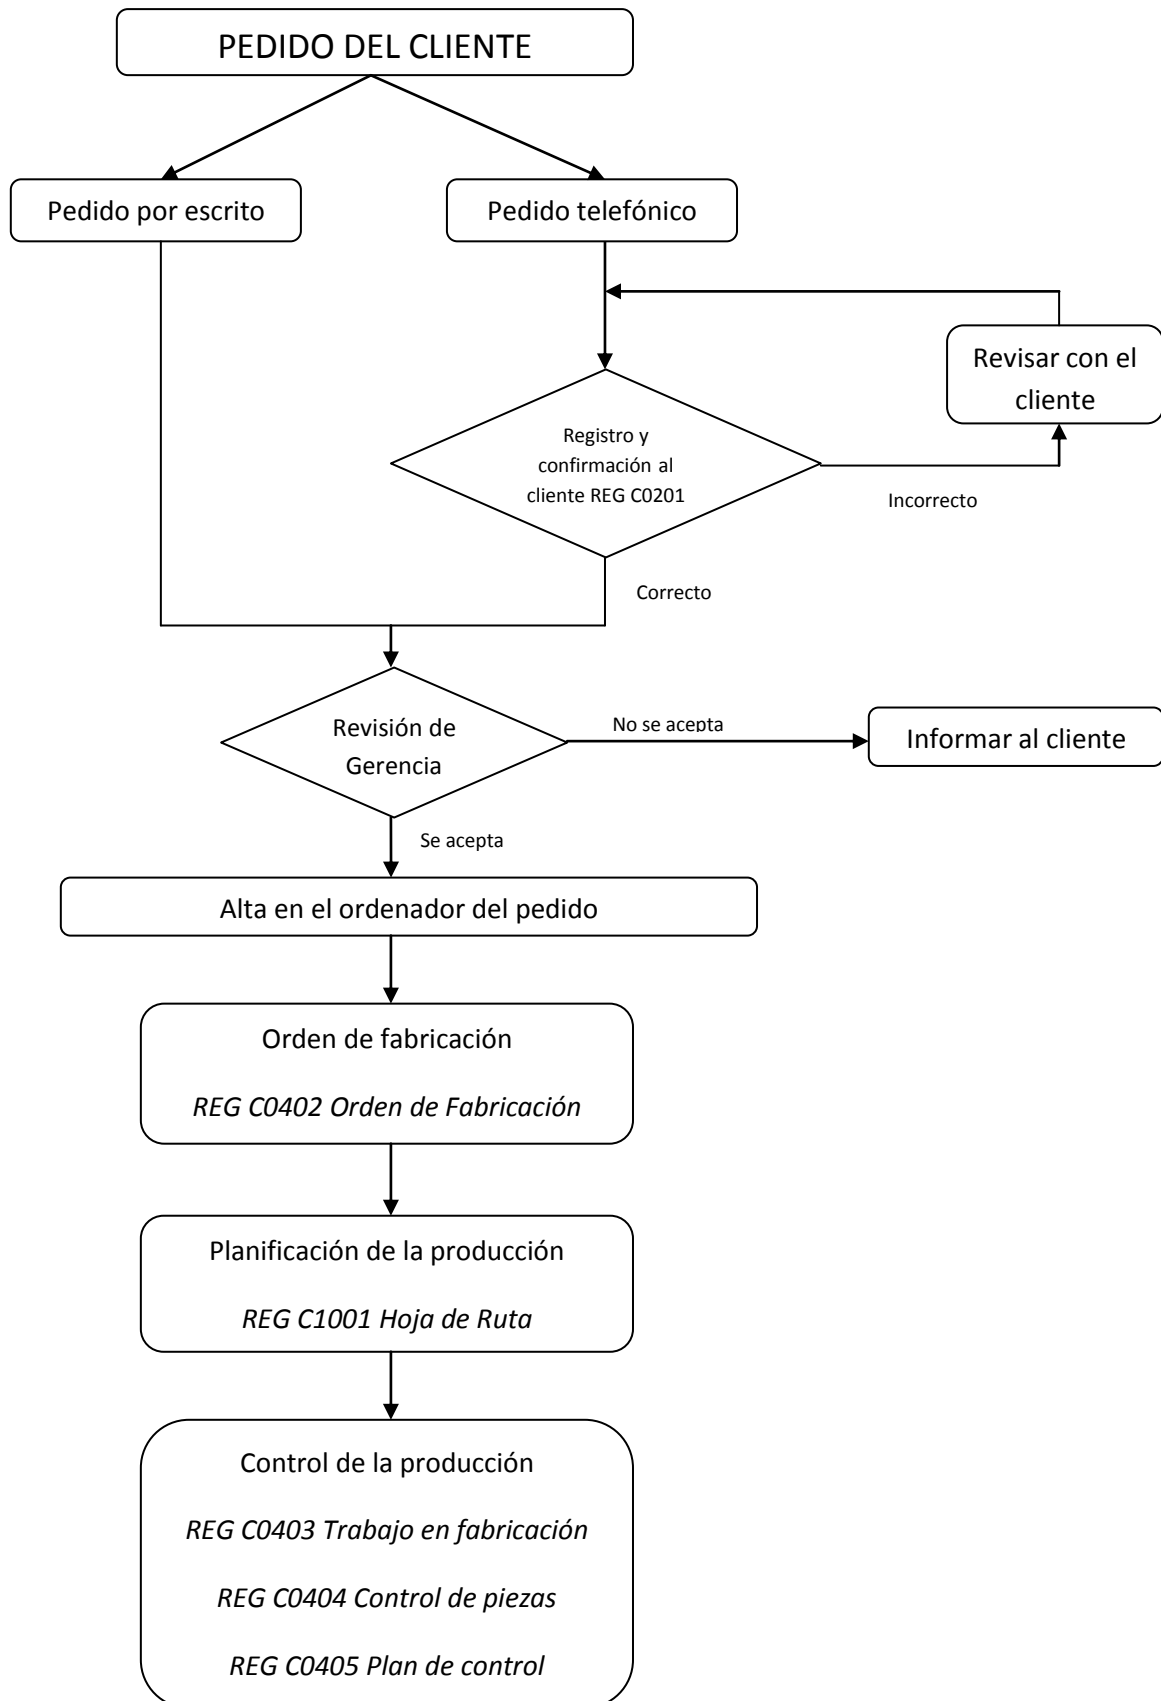 PEDIDO DEL CLIENTE
Pedido por escrito
Pedido telefónico
Revisar con el
cliente
Registro y
confirmación al
cliente REG C0201
Incorrecto
Correcto
Revisión de
Gerencia
No se acepta
Informar al cliente
Se acepta
Alta en el ordenador del pedido
Orden de fabricación
REG C0402 Orden de Fabricación
Planificación de la producción
REG C1001 Hoja de Ruta
Control de la producción
REG C0403 Trabajo en fabricación
REG C0404 Control de piezas
REG C0405 Plan de control